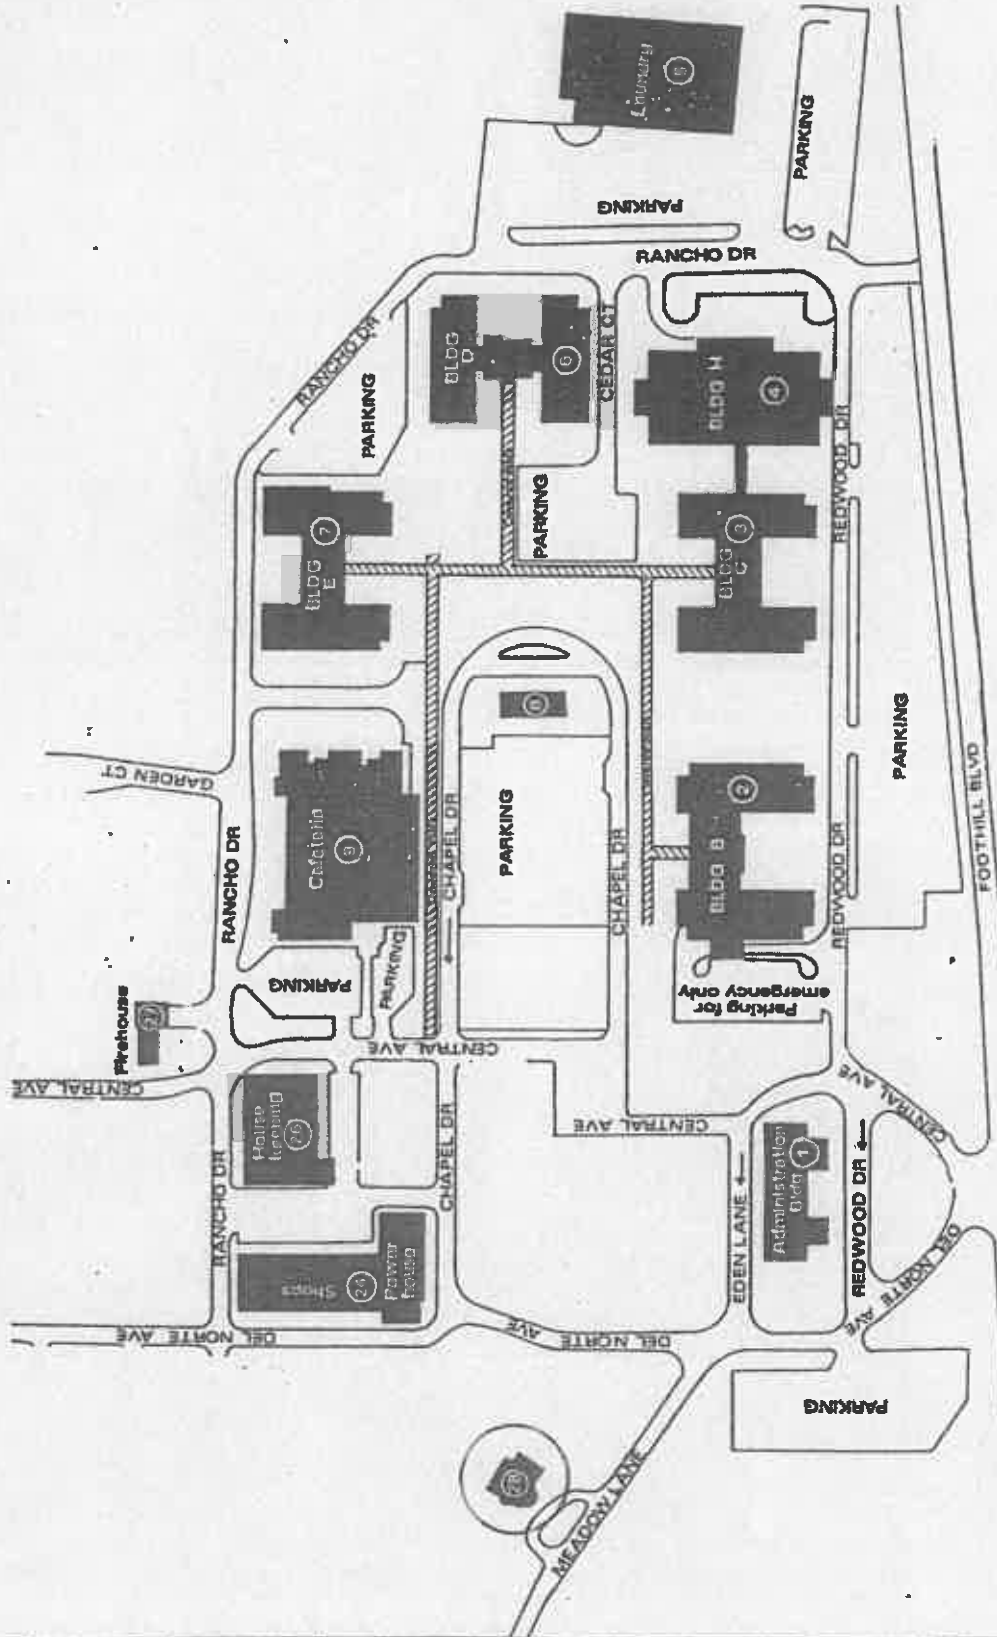 Laundry
5
PARKING
PARKING
RANCHO DR
RANCHO DR
PARKING
BLDG
D
6
CEDAR CT
BLDG H
4
REDWOOD DR
PARKING
7
BLDG
E
3
BLDG
C
8
PARKING
FOOTHILL BLVD
GARDEN CT
RANCHO DR
Cafeteria
9
CHAPEL DR
PARKING
CHAPEL DR
2
BLDG B
REDWOOD DR
Parking for
emergency only
PARKING
PARKING
Firehouse
27
CENTRAL AVE
CENTRAL AVE
CENTRAL AVE
CENTRAL AVE
House
keeping
26
RANCHO DR
CHAPEL DR
Shops
24
Power
house
DEL NORTE AVE
DEL NORTE
AVE
EDEN LANE
Administration
Bldg
1
REDWOOD DR
DEL NORTE AVE
PARKING
28
MEADOW LANE